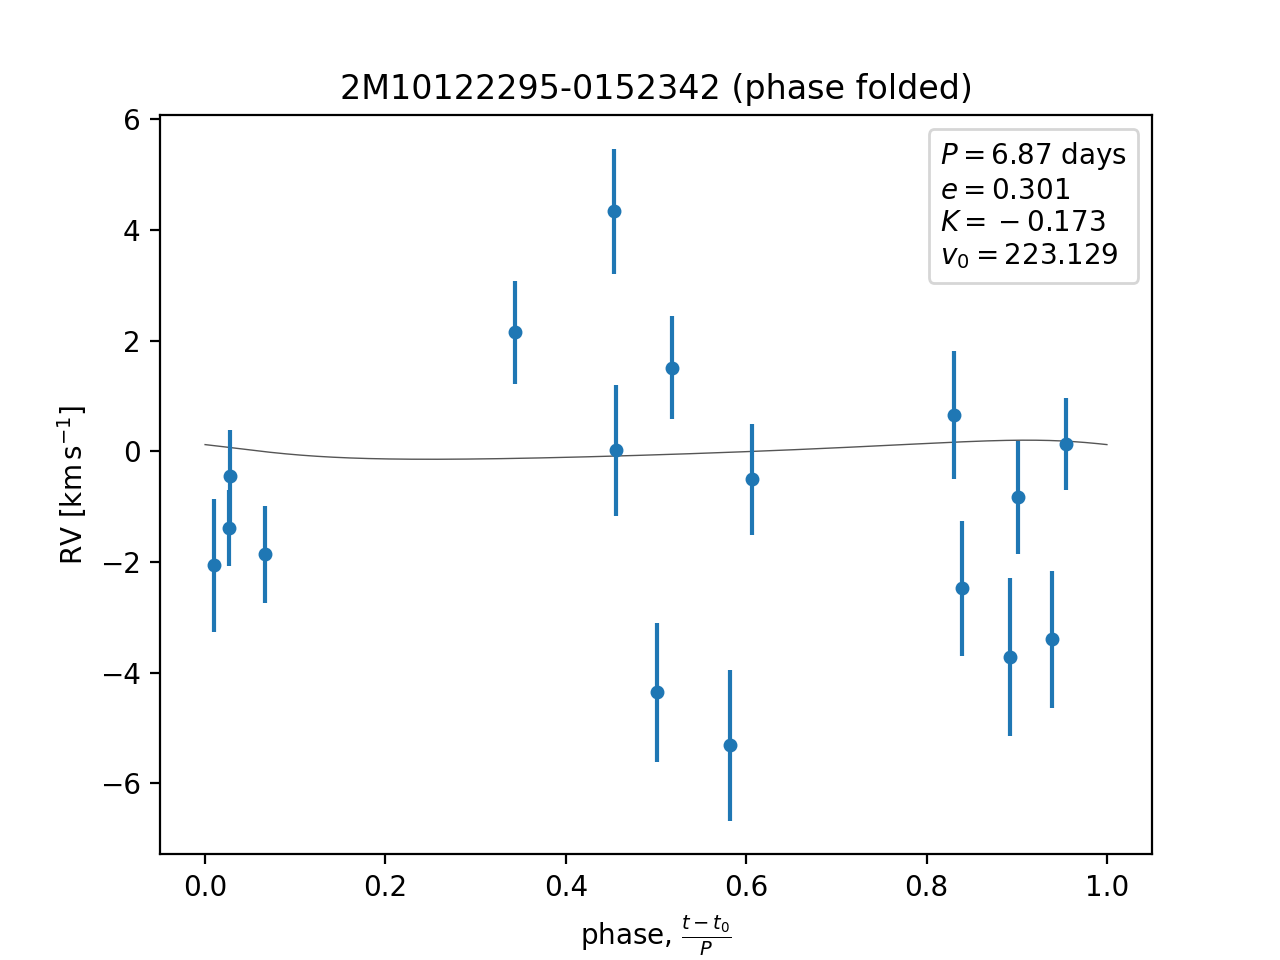 2M10122295-0152342 (phase folded)
P = 6.87 days
e = 0.301
K = −0.173
v₀ = 223.129
RV [km s⁻¹]
6
4
2
0
−2
−4
−6
0.0 0.2 0.4 0.6 0.8 1.0
phase, (t − t₀)/P